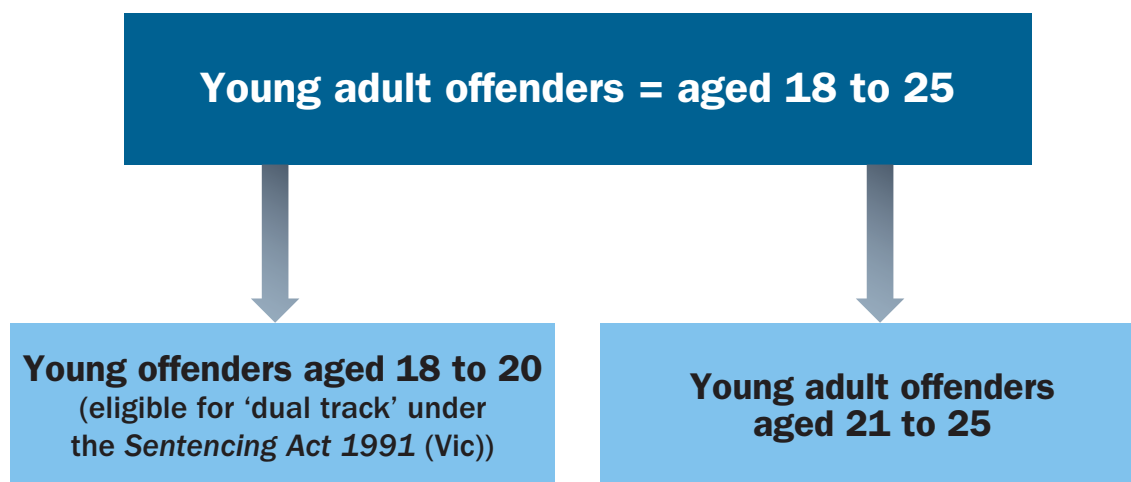 Young adult offenders = aged 18 to 25
Young offenders aged 18 to 20
(eligible for ‘dual track’ under
the Sentencing Act 1991 (Vic))
Young adult offenders
aged 21 to 25